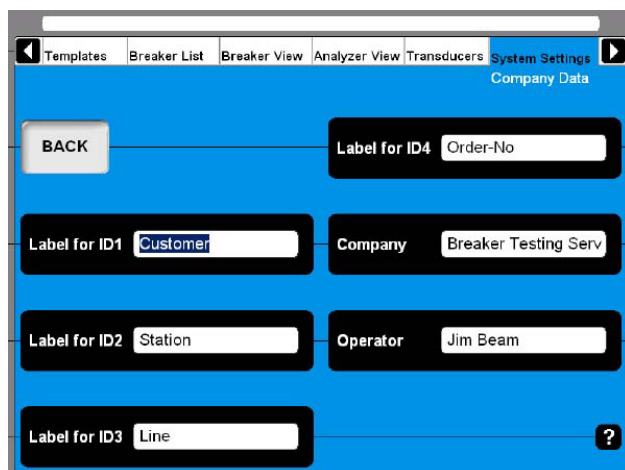 Templates Breaker List Breaker View Analyzer View Transducers System Settings
Company Data
BACK
Label for ID4 Order-No
Label for ID1 Customer
Company Breaker Testing Serv
Label for ID2 Station
Operator Jim Beam
Label for ID3 Line
?